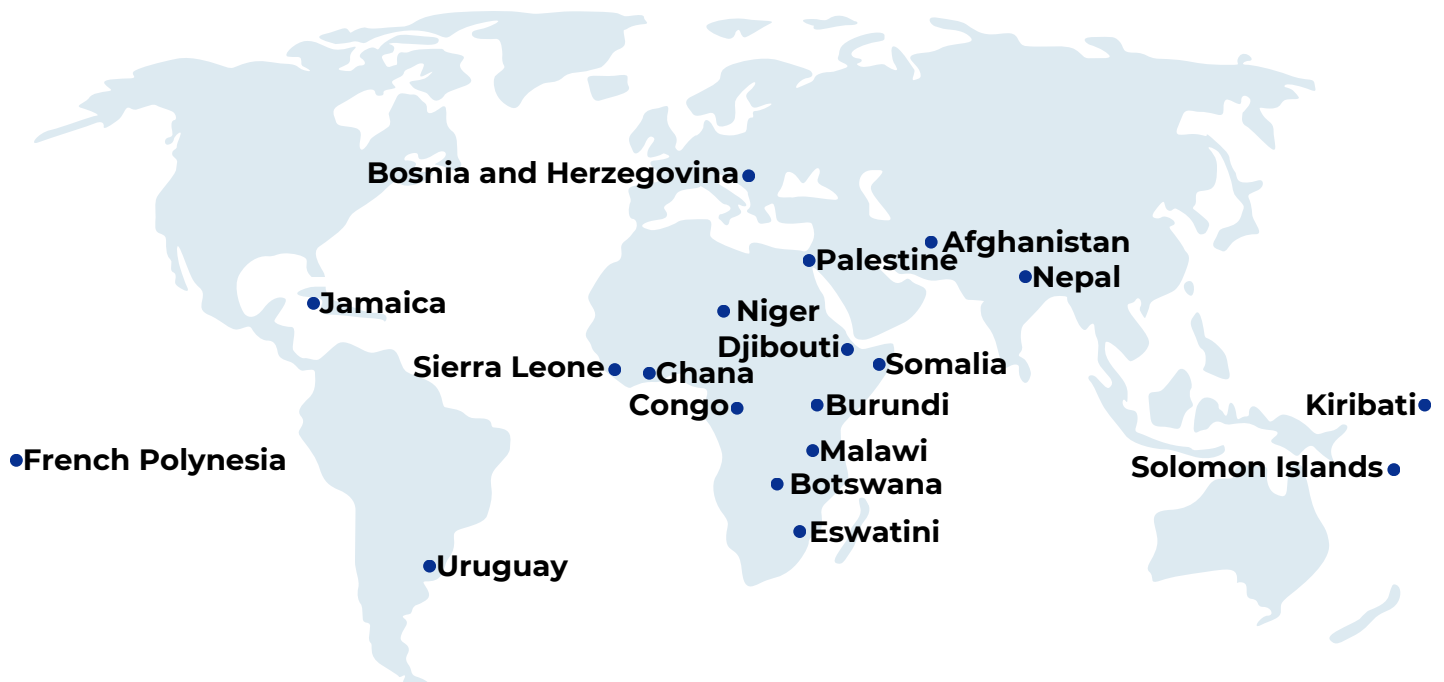 Bosnia and Herzegovina
Afghanistan
Palestine
Nepal
Jamaica
Niger
Djibouti
Sierra Leone
Ghana
Somalia
Congo
Burundi
Kiribati
French Polynesia
Malawi
Solomon Islands
Botswana
Eswatini
Uruguay